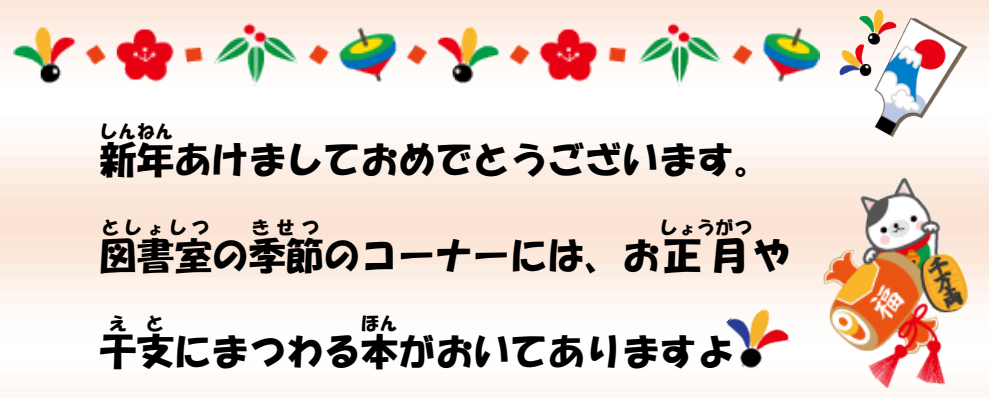 しんねん
新年あけましておめでとうございます。
としょしつ きせつ しょうがつ
図書室の季節のコーナーには、お正月や
えと ほん
干支にまつわる本がおいてありますよ
福
千万両